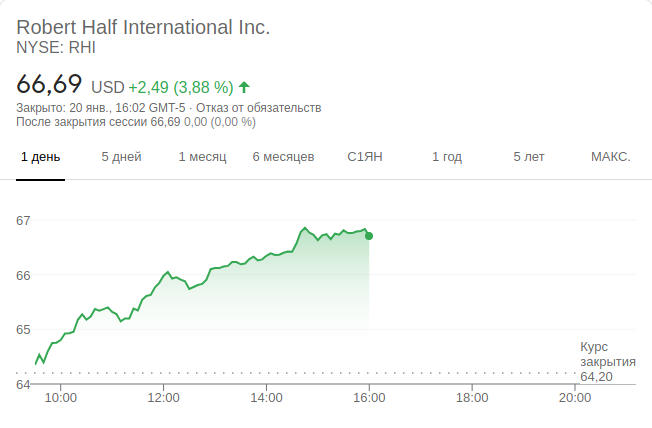 Robert Half International Inc.
NYSE: RHI
66,69 USD +2,49 (3,88 %)
Закрыто: 20 янв., 16:02 GMT-5 · Отказ от обязательств
После закрытия сессии 66,69 0,00 (0,00 %)
1 день 5 дней 1 месяц 6 месяцев С1ЯН 1 год 5 лет МАКС.
67
66
65
Курс
закрытия
64,20
64
10:00 12:00 14:00 16:00 18:00 20:00